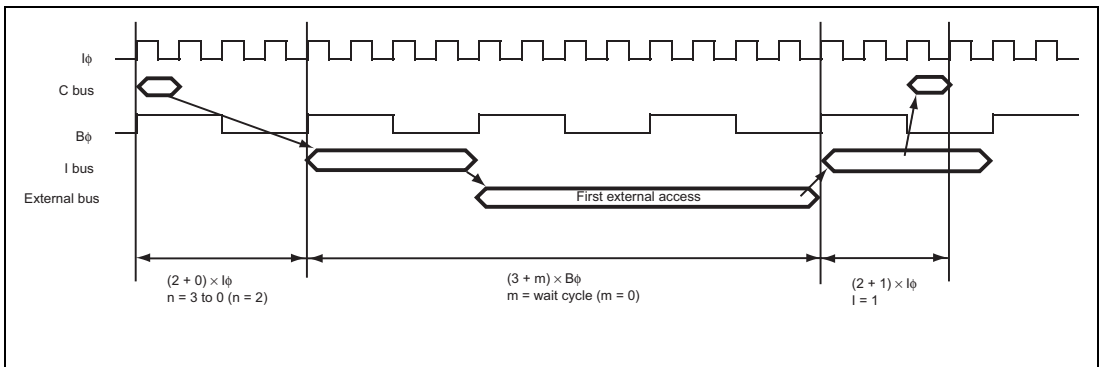 Iϕ
C bus
Bϕ
I bus
External bus
First external access
(2 + 0) × Iϕ
n = 3 to 0 (n = 2)
(3 + m) × Bϕ
m = wait cycle (m = 0)
(2 + 1) × Iϕ
I = 1